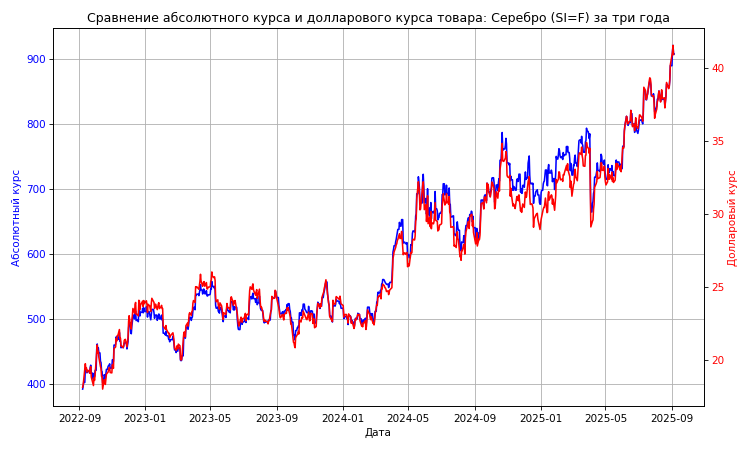 Сравнение абсолютного курса и долларового курса товара: Серебро (SI=F) за три года
Абсолютный курс
900
800
700
600
500
400
40
35
30
25
20
Долларовый курс
2022-09 2023-01 2023-05 2023-09 2024-01 2024-05 2024-09 2025-01 2025-05 2025-09
Дата